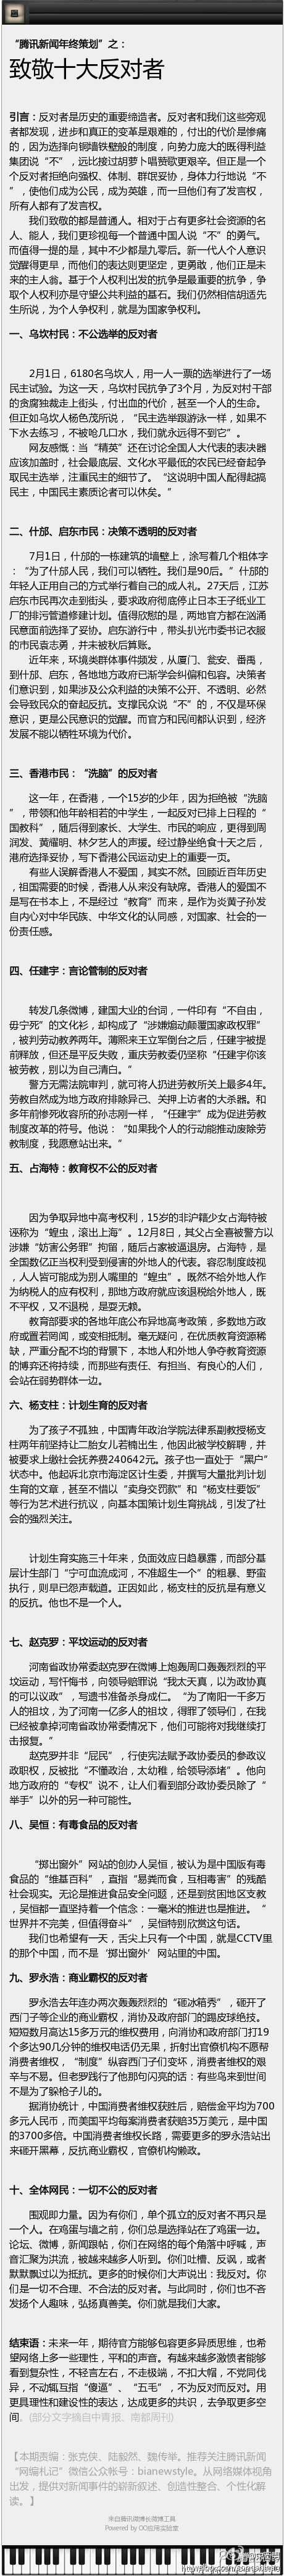 “腾讯新闻年终策划”之：
致敬十大反对者
引言：反对者是历史的重要缔造者。反对者和我们这些旁观
者都发现，进步和真正的变革是艰难的，付出的代价是惨痛
的，因为选择向铜墙铁壁般的制度，向势力庞大的既得利益
集团说“不”，远比接过胡萝卜唱赞歌更艰辛。但正是一个
个反对者拒绝向强权、体制、群氓妥协，身体力行地说“不
”，使他们成为公民，成为英雄，而一旦他们有了发言权，
所有人都有了发言权。
我们致敬的都是普通人。相对于占有更多社会资源的名
人、能人，我们更珍视每一个普通中国人说“不”的勇气。
而值得一提的是，其中不少都是九零后。新一代人个人意识
觉醒得更早，而他们的表达则更坚定，更勇敢，他们正是未
来的主人翁。基于个人权利出发的抗争是最重要的抗争，争
取个人权利亦是守望公共利益的基石。我们仍然相信胡适先
生所说，为个人争权利，就是为国家争权利。
一、乌坎村民：不公选举的反对者
2月1日，6180名乌坎人，用一人一票的选举进行了一场
民主试验。为这一天，乌坎村民抗争了3个月，为反对村干部
的贪腐独裁走上街头，付出血的代价，甚至一个人的生命。
但正如乌坎人杨色茂所说，“民主选举跟游泳一样，如果不
下水去练习，不被呛几口水，我们就永远得不到它”。
网友感慨：当“精英”还在讨论全国人大代表的表决器
应该加盖时，社会最底层、文化水平最低的农民已经奋起争
取民主选举，注重民主的细节了。“这说明中国人配得起搞
民主，中国民主素质论者可以休矣。”
二、什邡、启东市民：决策不透明的反对者
7月1日，什邡的一栋建筑的墙壁上，涂写着几个粗体字
：“为了什邡人民，我们可以牺牲。我们是90后。”什邡的
年轻人正用自己的方式举行着自己的成人礼。27天后，江苏
启东市民再次走到街头，要求政府彻底停止日本王子纸业工
厂的排污管道修建计划。值得欣慰的是，两地官方都在汹涌
民意面前选择了妥协。启东游行中，带头扒光市委书记衣服
的市民袁志勇，并未被秋后算账。
近年来，环境类群体事件频发，从厦门、瓮安、番禺，
到什邡、启东，各地地方政府已渐学会纠偏和包容。决策者
们意识到，如果涉及公众利益的决策不公开、不透明、必然
会导致民众的奋起反抗。支撑民众说“不”的，不仅是环保
意识，更是公民意识的觉醒。而官方和民间都认识到，经济
发展不能以牺牲环境为代价。
三、香港市民：“洗脑”的反对者
这一年，在香港，一个15岁的少年，因为拒绝被“洗脑
”，带领和他年龄相若的中学生，一起反对已排上日程的“
国教科”，随后得到家长、大学生、市民的响应，更得到周
润发、黄耀明、林夕艺人的声援。经过静坐绝食十天之后，
港府选择妥协，写下香港公民运动史上的重要一页。
有些人误解香港人不爱国，其实不然。回顾近百年历史
，祖国需要的时候，香港人从来没有缺席。香港人的爱国不
是写在书本上，不是经过“教育”而来，是作为炎黄子孙发
自内心对中华民族、中华文化的认同感，对国家、社会的一
份责任感。
四、任建宇：言论管制的反对者
转发几条微博，建国大业的台词，一件印有“不自由，
毋宁死”的文化衫，却构成了“涉嫌煽动颠覆国家政权罪”
，被判劳动教养两年。薄熙来王立军倒台之后，任建宇被提
前释放，但还是平反失败，重庆劳教委仍坚称“任建宇你该
被劳教，别以为自己清白。”
警方无需法院审判，就可将人扔进劳教所关上最多4年。
劳教自然成为地方政府排除异己、关押上访者的大杀器。和
多年前惨死收容所的孙志刚一样，“任建宇”成为促进劳教
制度改革的符号。他说：“如果我个人的行动能推动废除劳
教制度，我愿意站出来。”
五、占海特：教育权不公的反对者
因为争取异地中高考权利，15岁的非沪籍少女占海特被
诬称为“蝗虫，滚出上海”。12月8日，其父占全喜被警方以
涉嫌“妨害公务罪”拘留，随后占家被逼退房。占海特，是
全国数亿正当权利受到侵害的外地人的代表。容忍制度歧视
，人人皆可能成为别人嘴里的“蝗虫”。既然不给外地人作
为纳税人的应有权利，那地方政府就应该退税给外地人，既
不平权，又不退税，是耍无赖。
教育部要求的各地年底公布异地高考政策，多数地方政
府或置若罔闻，或变相抵制。毫无疑问，在优质教育资源稀
缺，严重分配不均的背景下，本地人和外地人争夺教育资源
的博弈还将持续，而那些有责任、有担当、有良心的人们，
会站在弱势群体一边。
六、杨支柱：计划生育的反对者
为了孩子不孤独，中国青年政治学院法律系副教授杨支
柱两年前坚持让二胎女儿若楠出生，他因此被学校解聘，并
被要求上缴社会抚养费240642元。孩子也一直处于“黑户”
状态中。他起诉北京市海淀区计生委，并撰写大量批判计划
生育的文章，甚至不惜以“卖身交罚款”和“杨支柱要饭”
等行为艺术进行抗议，向基本国策计划生育挑战，引发了社
会的强烈关注。
计划生育实施三十年来，负面效应日趋暴露，而部分基
层计生部门“宁可血流成河，不准超生一个”的粗暴、野蛮
执行，则早已怨声载道。正因如此，杨支柱的反抗是有意义
的反抗。他也不是一个人。
七、赵克罗：平坟运动的反对者
河南省政协常委赵克罗在微博上炮轰周口轰轰烈烈的平
坟运动，写忏悔书，向领导赔罪说“我太天真，以为政协真
的可以议政”，写遗书准备杀身成仁。“为了南阳一千多万
人的祖坟，为了河南一亿多人的祖坟，得罪了领导们，在我
已经被拿掉河南省政协常委情况下，他们可能将对我继续打
击报复。”
赵克罗并非“屁民”，行使宪法赋予政协委员的参政议
政职权，反被批“不懂政治，太幼稚，给领导添堵”。他向
地方政府的“专权”说不，让人们看到部分政协委员除了“
举手”以外的另一种可能性。
八、吴恒：有毒食品的反对者
“掷出窗外”网站的创办人吴恒，被认为是中国版有毒
食品的“维基百科”，直指“易粪而食，互相毒害”的残酷
社会现实。无论是推进食品安全问题，还是到贫困地区支教
，吴恒都一直坚持着一个信念：一毫米的推进也是推进。“
世界并不完美，但值得奋斗”，吴恒特别欣赏这句话。
我们也希望有一天，舌尖上只有一个中国，就是CCTV里
的那个中国，而不是‘掷出窗外’网站里的中国。
九、罗永浩：商业霸权的反对者
罗永浩去年连办两次轰轰烈烈的“砸冰箱秀”，砸开了
西门子等企业的商业霸权，消协及政府部门的踢皮球绝技。
短短数月高达15多万元的维权费用，向消协和政府部门打19
个多达90几分钟的维权电话仍无果，折射出官僚机构不愿帮
消费者维权，“制度”纵容西门子们变坏，消费者维权的艰
辛与不易。但老罗践行了他那句闪亮的话：有些鸟来到世间
不是为了躲枪子儿的。
据消协统计，中国消费者维权获胜后，赔偿金平均为700
多元人民币，而美国平均每案消费者获赔35万美元，是中国
的3700多倍。中国消费者维权长路，需要更多的罗永浩站出
来砸开黑幕，反抗商业霸权，官僚机构懒政。
十、全体网民：一切不公的反对者
围观即力量。因为有你们，单个孤立的反对者不再只是
一个人。在鸡蛋与墙之前，你们总是选择站在了鸡蛋一边。
论坛、微博，新闻跟帖，你们在网络的每个角落中呼喊，声
音汇聚为洪流，被越来越多人听到。你们吐槽、反讽，或者
默默飘过以为抵抗。更多的时候你们大声说出：我反对。你们
是一切不合理、不合法的反对者。与此同时，你们也不吝
发扬个人趣味，弘扬真善美。你们就是我们大家。
结束语：未来一年，期待官方能够包容更多异质思维，也希
望网络上多一些理性，平和的声音。有越来越多激愤者能够
看到复杂性，不轻言左右，不走极端，不扣大帽，不党同伐
异，不动辄互指“傻逼”、“五毛”，不为反对而反对。用
更具理性和建设性的表达，达成更多的共识，去争取更多空
间。(部分文字摘自中青报、南都周刊)
【本期责编：张克侠、陆毅然、魏传举。推荐关注腾讯新闻
“网编札记”微信公众帐号：bianewstyle。从网络媒体视角
出发，提供对新闻事件的崭新叙述、创造性整合、个性化解
读。】
来自腾讯微博长微博工具
Powered by QQ应用实验室